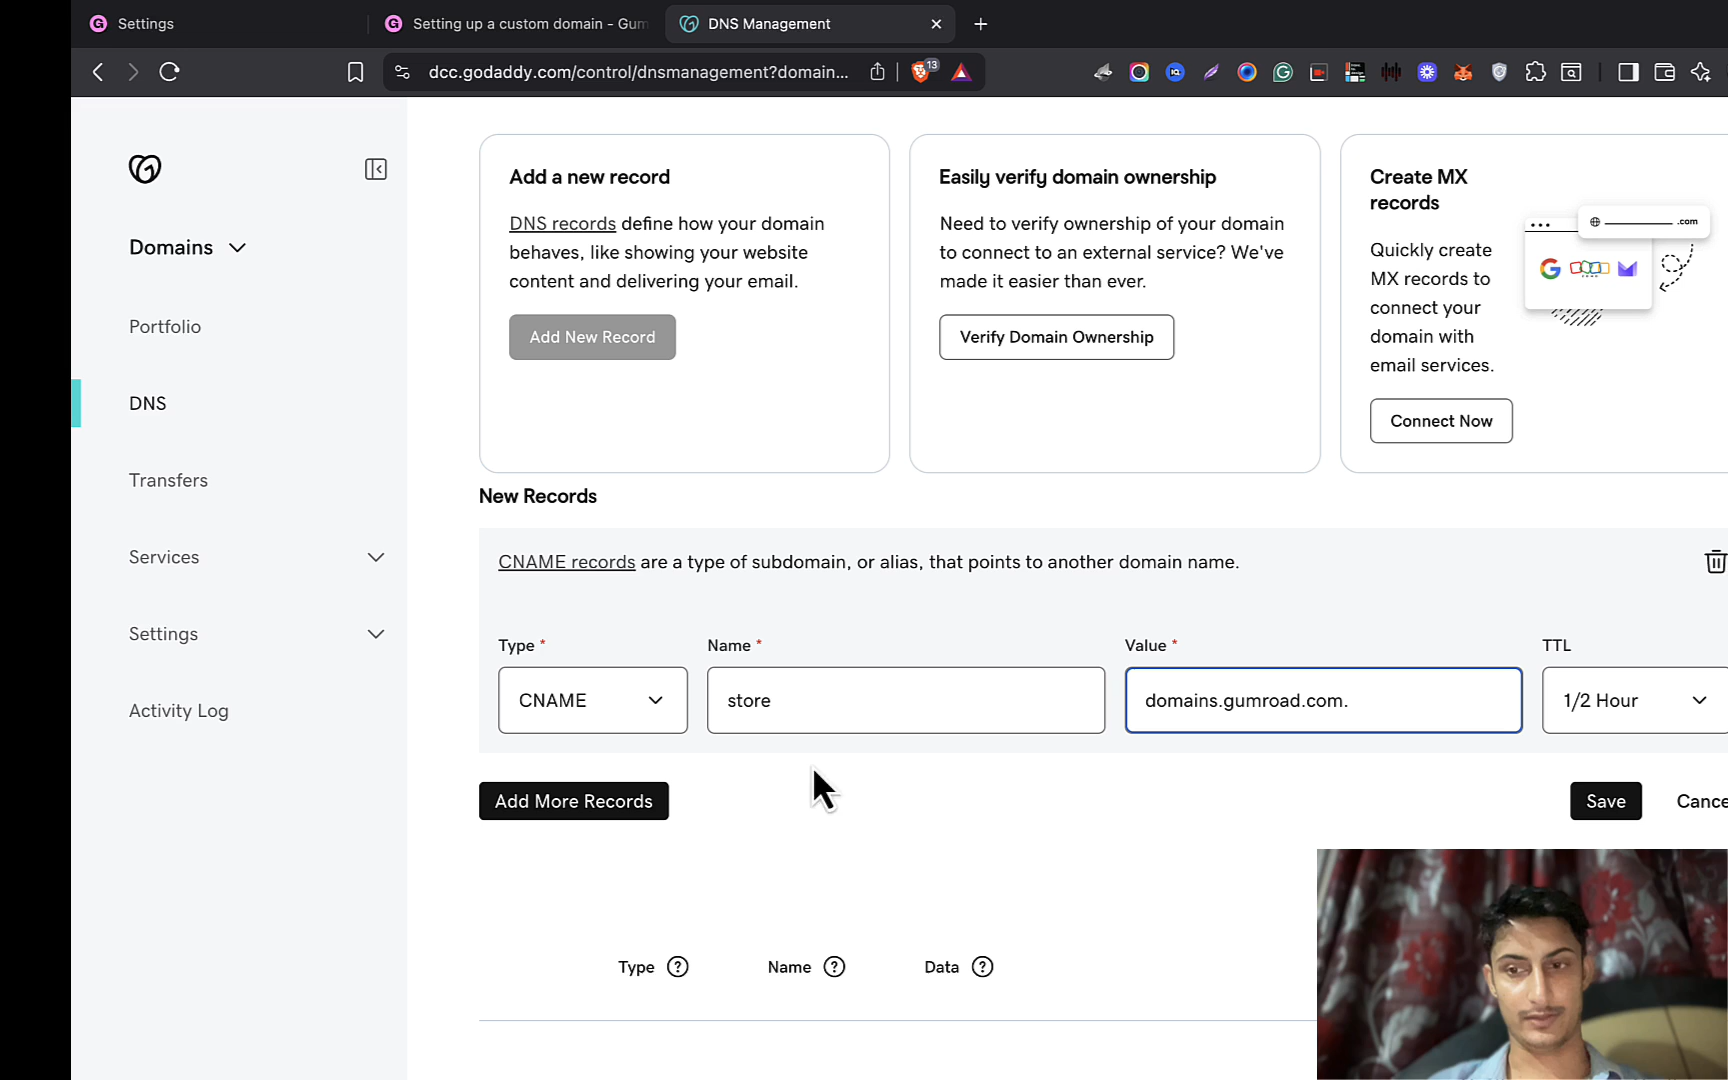 Settings
Setting up a custom domain - Gum
DNS Management
dcc.godaddy.com/control/dnsmanagement?domain...
13
Domains
Portfolio
DNS
Transfers
Services
Settings
Activity Log
Add a new record
DNS records define how your domain
behaves, like showing your website
content and delivering your email.
Add New Record
Easily verify domain ownership
Need to verify ownership of your domain
to connect to an external service? We've
made it easier than ever.
Verify Domain Ownership
Create MX
records
Quickly create
MX records to
connect your
domain with
email services.
Connect Now
.com
New Records
CNAME records are a type of subdomain, or alias, that points to another domain name.
Type *
Name *
Value *
TTL
CNAME
store
domains.gumroad.com.
1/2 Hour
Add More Records
Save
Cance
Type
Name
Data